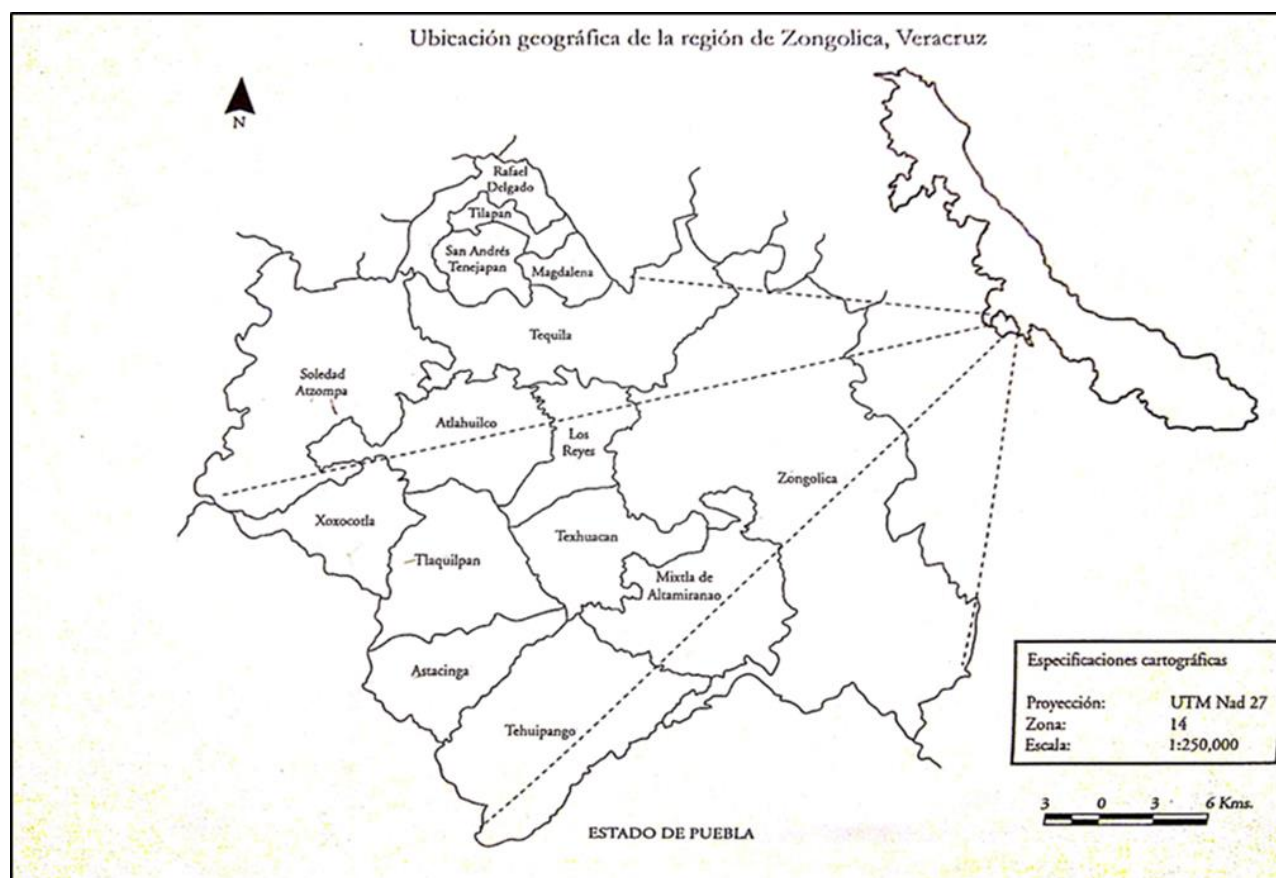 Ubicación geográfica de la región de Zongolica, Veracruz
N
Rafael
Delgado
Tilapan
San Andrés
Tenejapan
Magdalena
Tequila
Soledad
Atzompa
Atlahuilco
Los
Reyes
Zongolica
Xoxocotla
Texhuacan
Tlaquilpan
Mixtla de
Altamiranao
Astacinga
Tehuipango
ESTADO DE PUEBLA
Especificaciones cartográficas
Proyección: UTM Nad 27
Zona: 14
Escala: 1:250,000
3 0 3 6 Kms.